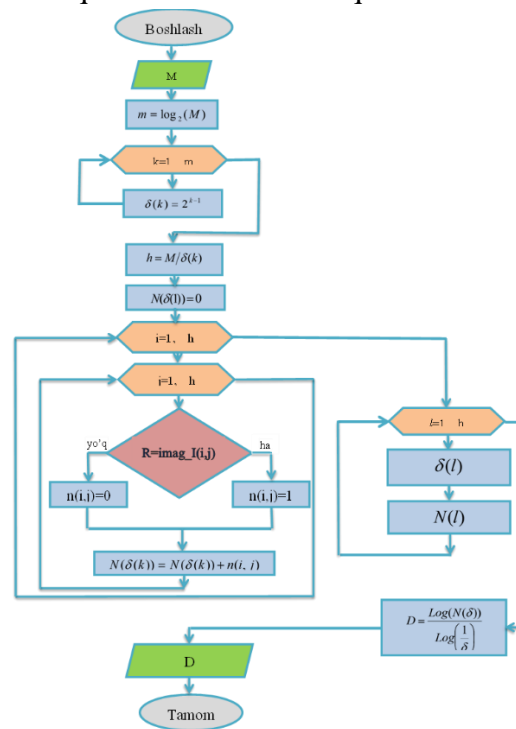 Boshlash
M
m = log₂(M)
k=1 m
δ(k) = 2^{k-1}
h = M/δ(k)
N(δ(l))=0
i=1、 h
j=1、 h
yo'q
R=imag_I(i,j)
ha
n(i,j)=0
n(i,j)=1
N(δ(k)) = N(δ(k)) + n(i, j)
l=1 h
δ(l)
N(l)
D = Log(N(δ)) / Log(1/δ)
D
Tamom